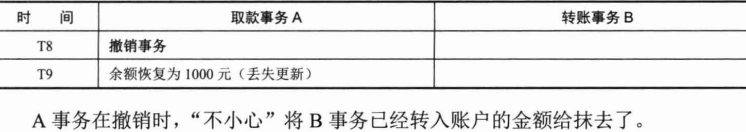 时 间 取款事务 A 转账事务 B
T8 撤销事务
T9 余额恢复为 1000 元（丢失更新）
A 事务在撤销时，“不小心”将 B 事务已经转入账户的金额给抹去了。